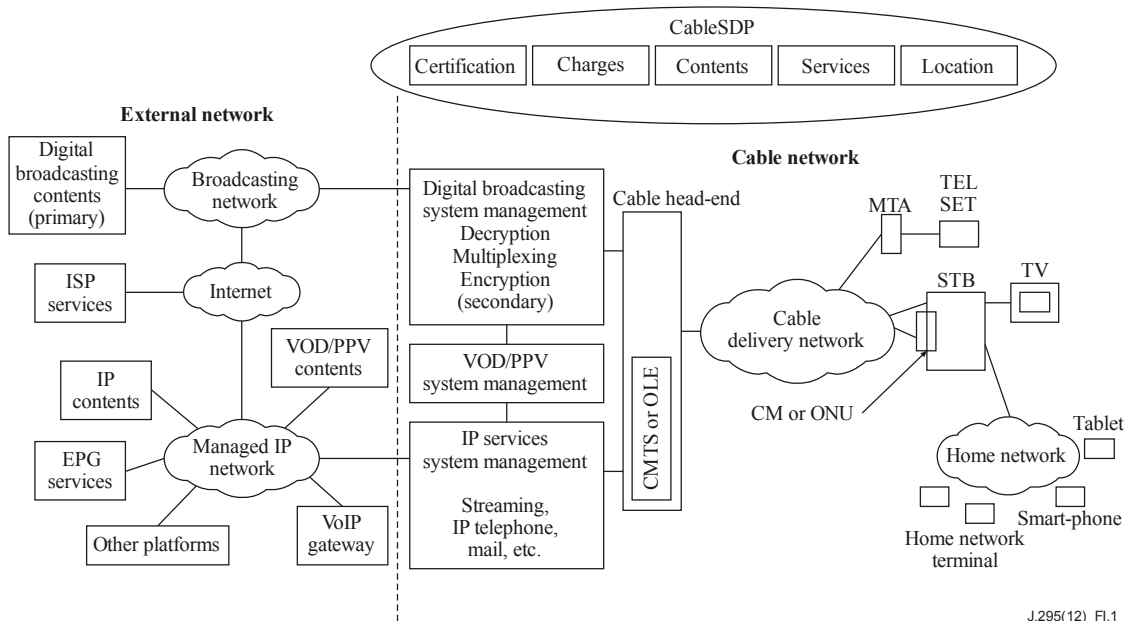 CableSDP
Certification
Charges
Contents
Services
Location
External network
Cable network
Digital
broadcasting
contents
(primary)
Broadcasting
network
ISP
services
Internet
IP
contents
VOD/PPV
contents
EPG
services
Managed IP
network
Other platforms
VoIP
gateway
Digital broadcasting
system management
Decryption
Multiplexing
Encryption
(secondary)
VOD/PPV
system management
IP services
system management
Streaming,
IP telephone,
mail, etc.
Cable head-end
CMTS or OLE
Cable
delivery network
MTA
TEL
SET
STB
TV
CM or ONU
Home network
Tablet
Smart-phone
Home network
terminal
J.295(12)_FI.1